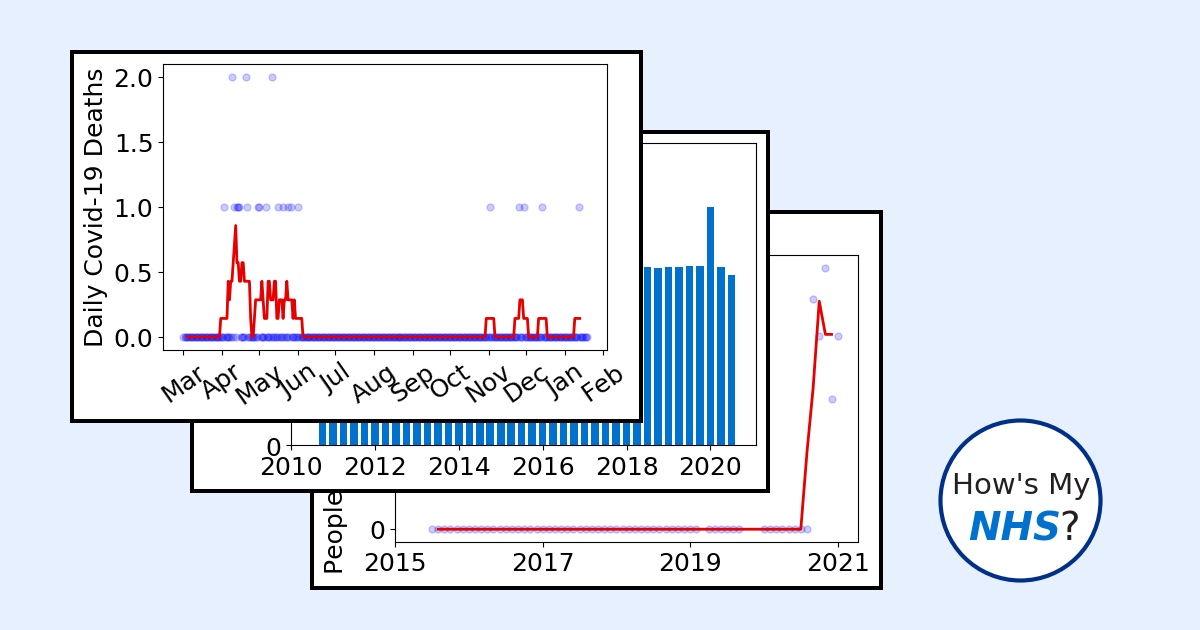 Daily Covid-19 Deaths
2.0
1.5
1.0
0.5
0.0
Mar Apr May Jun Jul Aug Sep Oct Nov Dec Jan Feb
0
2010 2012 2014 2016 2018 2020
People
0
2015 2017 2019 2021
How's My
NHS?